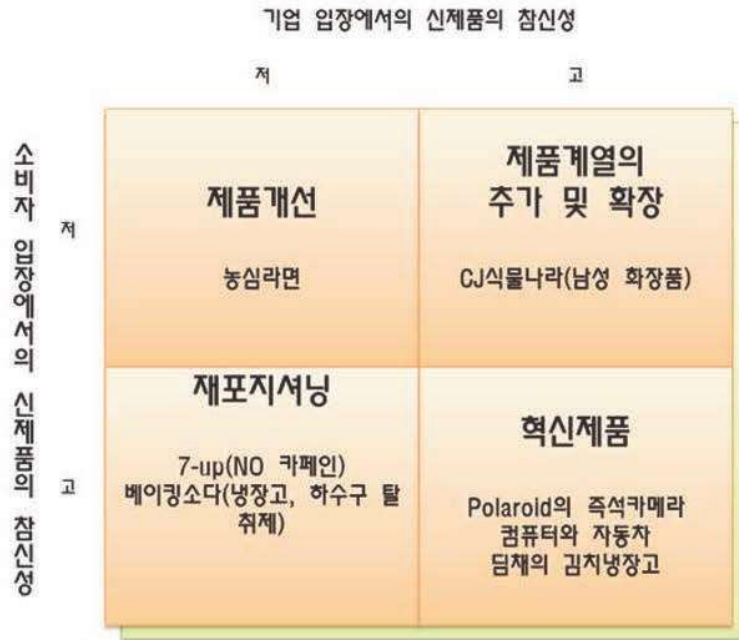 기업 입장에서의 신제품의 참신성
저 고
소비자 입장에서의 신제품의 참신성
저
제품개선
농심라면
제품계열의
추가 및 확장
CJ식물나라(남성 화장품)
고
재포지셔닝
7-up(NO 카페인)
베이킹소다(냉장고, 하수구 탈
취제)
혁신제품
Polaroid의 즉석카메라
컴퓨터와 자동차
딤채의 김치냉장고